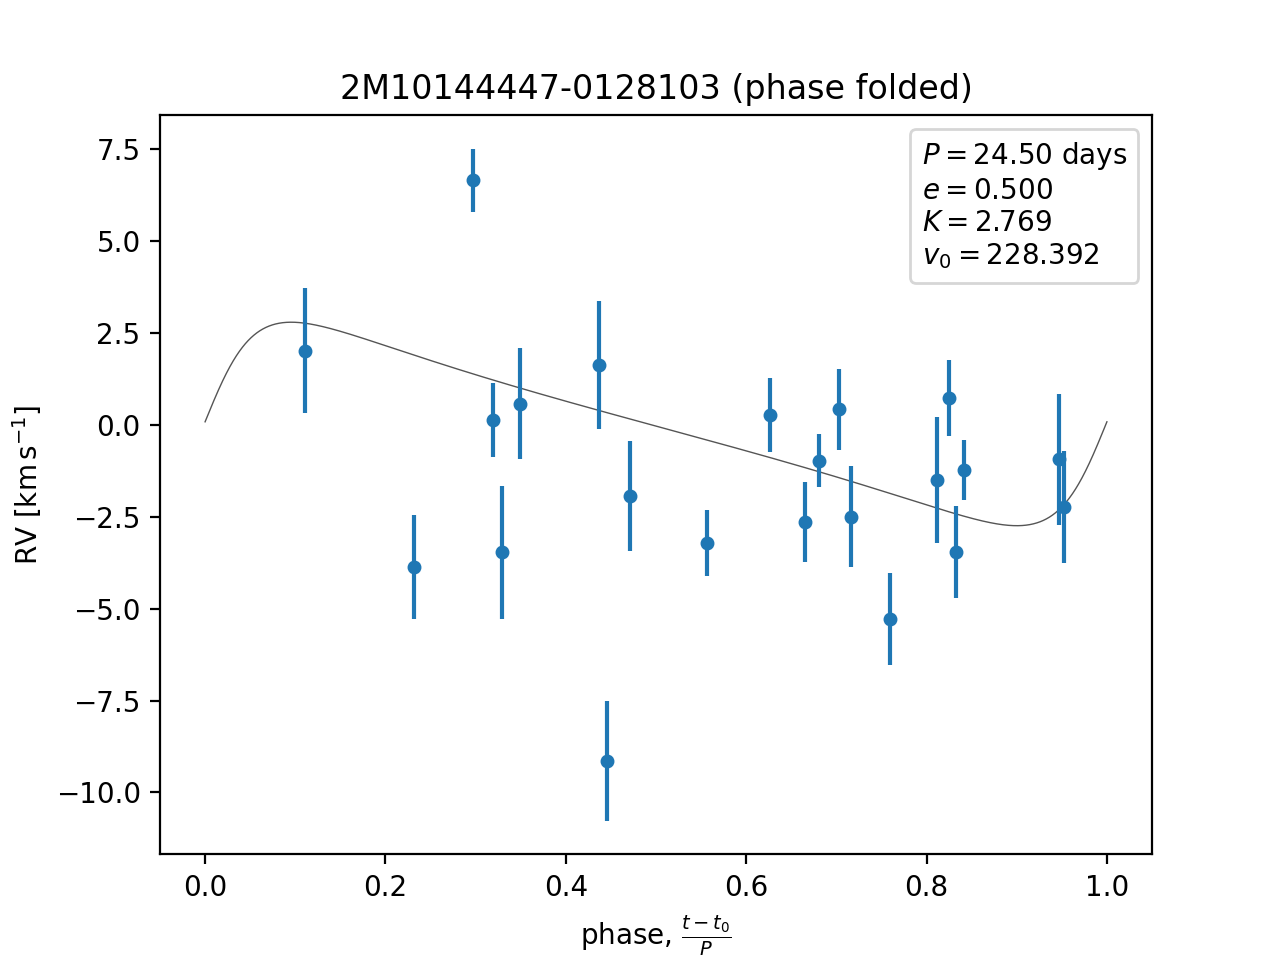 2M10144447-0128103 (phase folded)
P = 24.50 days
e = 0.500
K = 2.769
v₀ = 228.392
7.5
5.0
2.5
0.0
−2.5
−5.0
−7.5
−10.0
RV [km s⁻¹]
0.0 0.2 0.4 0.6 0.8 1.0
phase, (t − t₀)/P